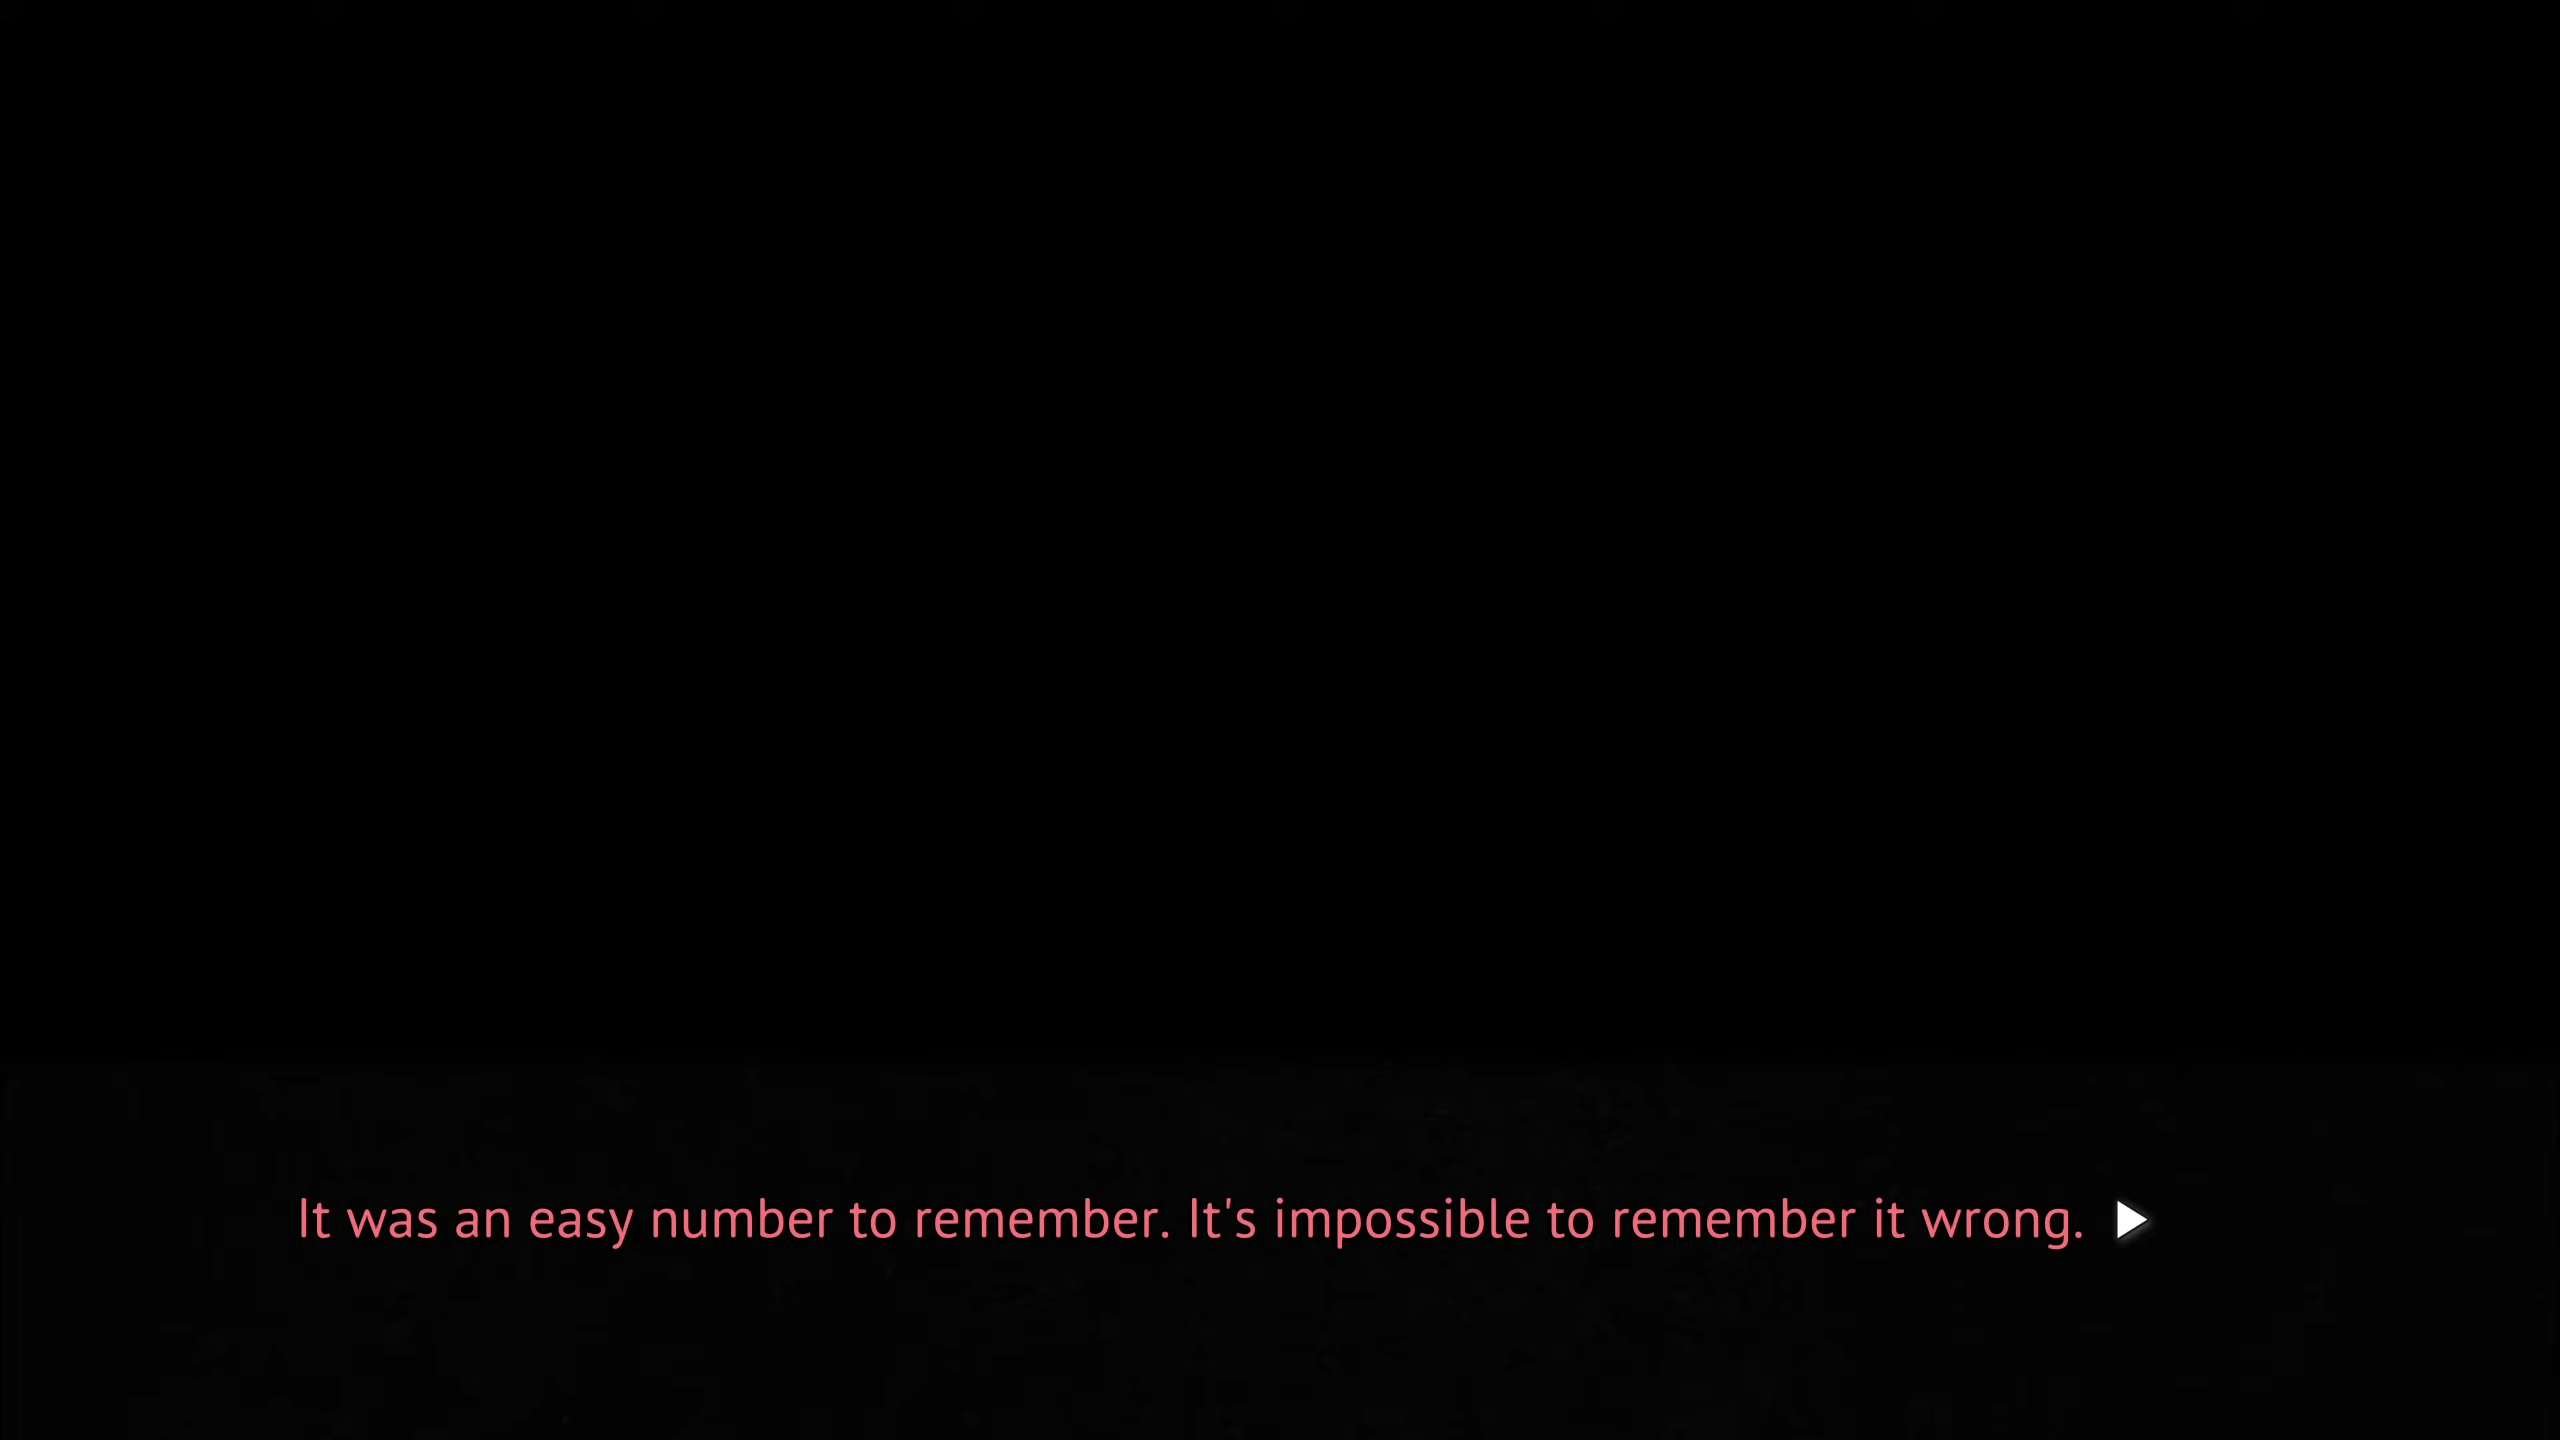 It was an easy number to remember. It's impossible to remember it wrong.